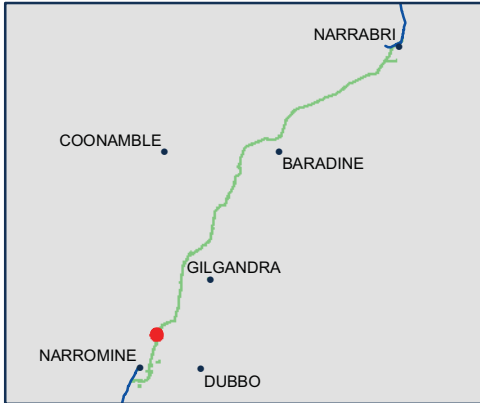 NARRABRI
COONAMBLE
BARADINE
GILGANDRA
NARROMINE
DUBBO